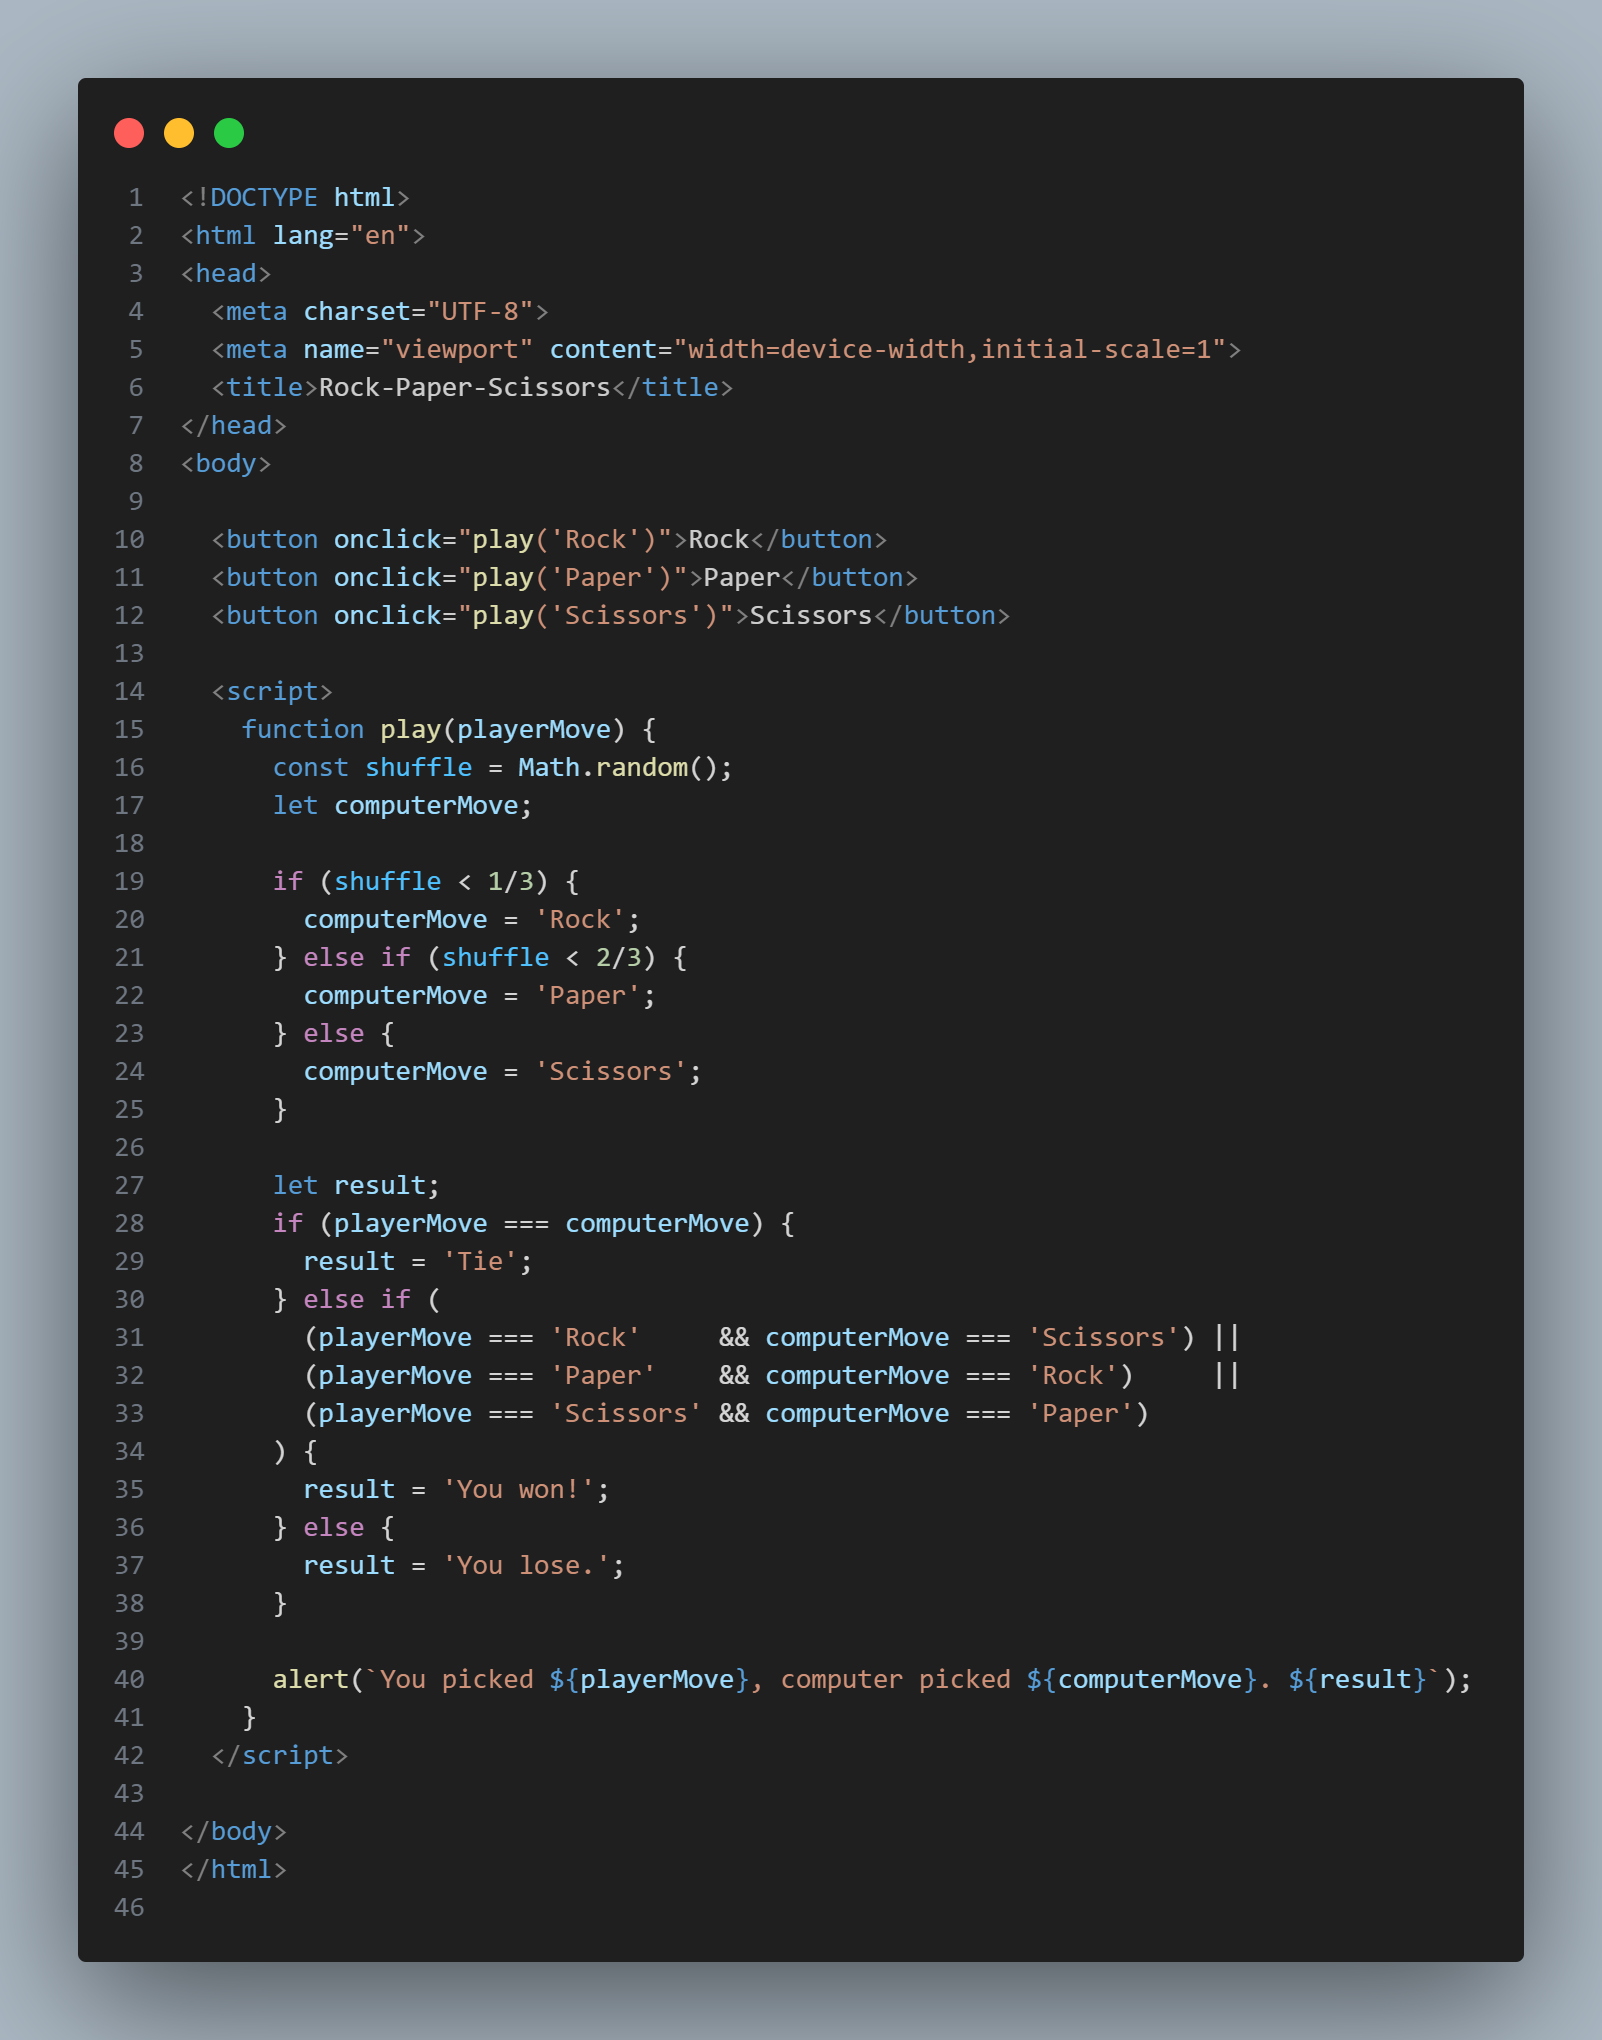 1 <!DOCTYPE html>
2 <html lang="en">
3 <head>
4   <meta charset="UTF-8">
5   <meta name="viewport" content="width=device-width,initial-scale=1">
6   <title>Rock-Paper-Scissors</title>
7 </head>
8 <body>
9
10   <button onclick="play('Rock')">Rock</button>
11   <button onclick="play('Paper')">Paper</button>
12   <button onclick="play('Scissors')">Scissors</button>
13
14   <script>
15     function play(playerMove) {
16       const shuffle = Math.random();
17       let computerMove;
18
19       if (shuffle < 1/3) {
20         computerMove = 'Rock';
21       } else if (shuffle < 2/3) {
22         computerMove = 'Paper';
23       } else {
24         computerMove = 'Scissors';
25       }
26
27       let result;
28       if (playerMove === computerMove) {
29         result = 'Tie';
30       } else if (
31         (playerMove === 'Rock'     && computerMove === 'Scissors') ||
32         (playerMove === 'Paper'    && computerMove === 'Rock')     ||
33         (playerMove === 'Scissors' && computerMove === 'Paper')
34       ) {
35         result = 'You won!';
36       } else {
37         result = 'You lose.';
38       }
39
40       alert(`You picked ${playerMove}, computer picked ${computerMove}. ${result}`);
41     }
42   </script>
43
44 </body>
45 </html>
46